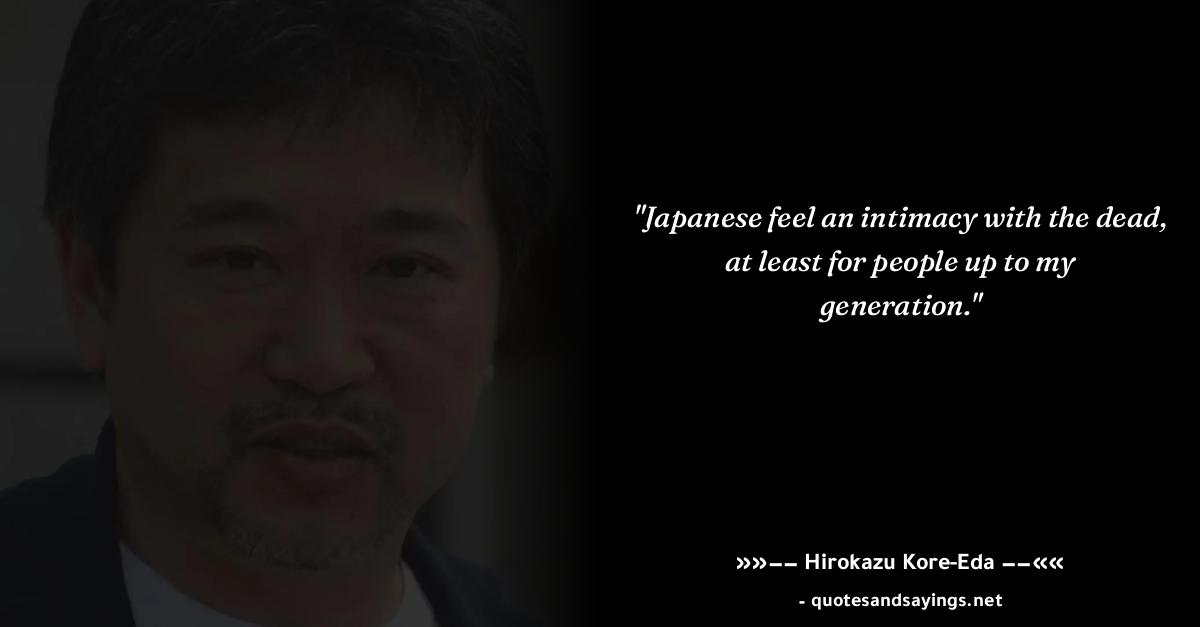 "Japanese feel an intimacy with the dead,
at least for people up to my
generation."
»»−− Hirokazu Kore-Eda −−««
- quotesandsayings.net